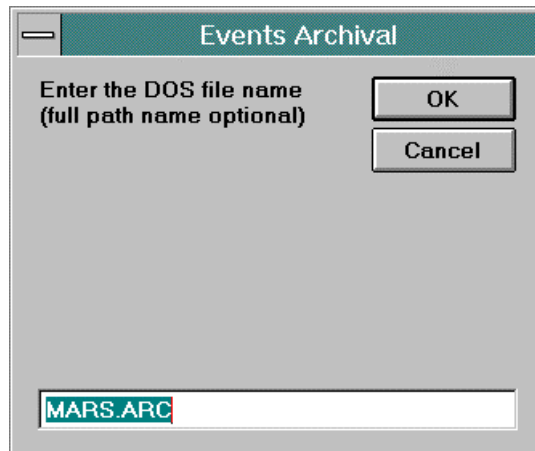 Events Archival
Enter the DOS file name
(full path name optional)
OK
Cancel
MARS.ARC